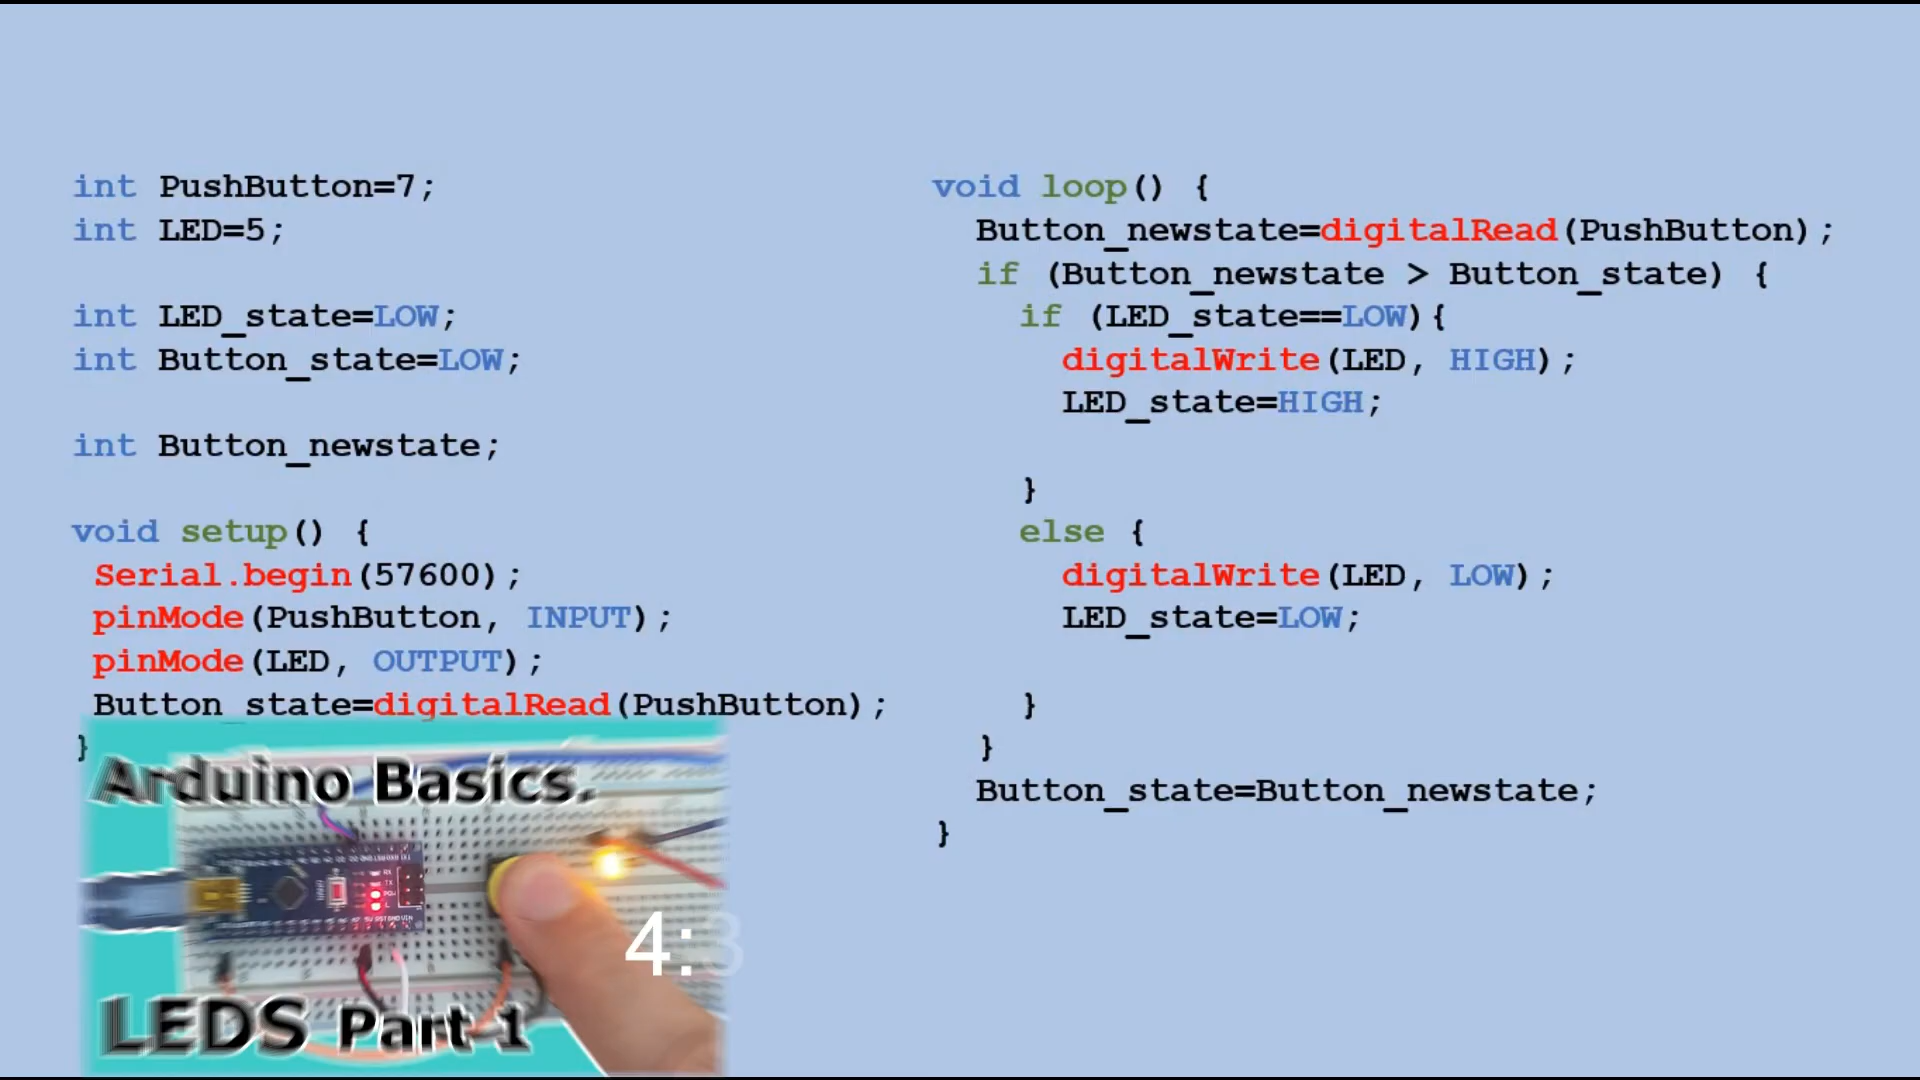 int PushButton=7;
int LED=5;
int LED_state=LOW;
int Button_state=LOW;
int Button_newstate;
void setup() {
Serial.begin(57600);
pinMode(PushButton, INPUT);
pinMode(LED, OUTPUT);
Button_state=digitalRead(PushButton);
}
Arduino Basics.
LEDS Part 1
4:3
void loop() {
Button_newstate=digitalRead(PushButton);
if (Button_newstate > Button_state) {
if (LED_state==LOW){
digitalWrite(LED, HIGH);
LED_state=HIGH;
}
else {
digitalWrite(LED, LOW);
LED_state=LOW;
}
}
Button_state=Button_newstate;
}